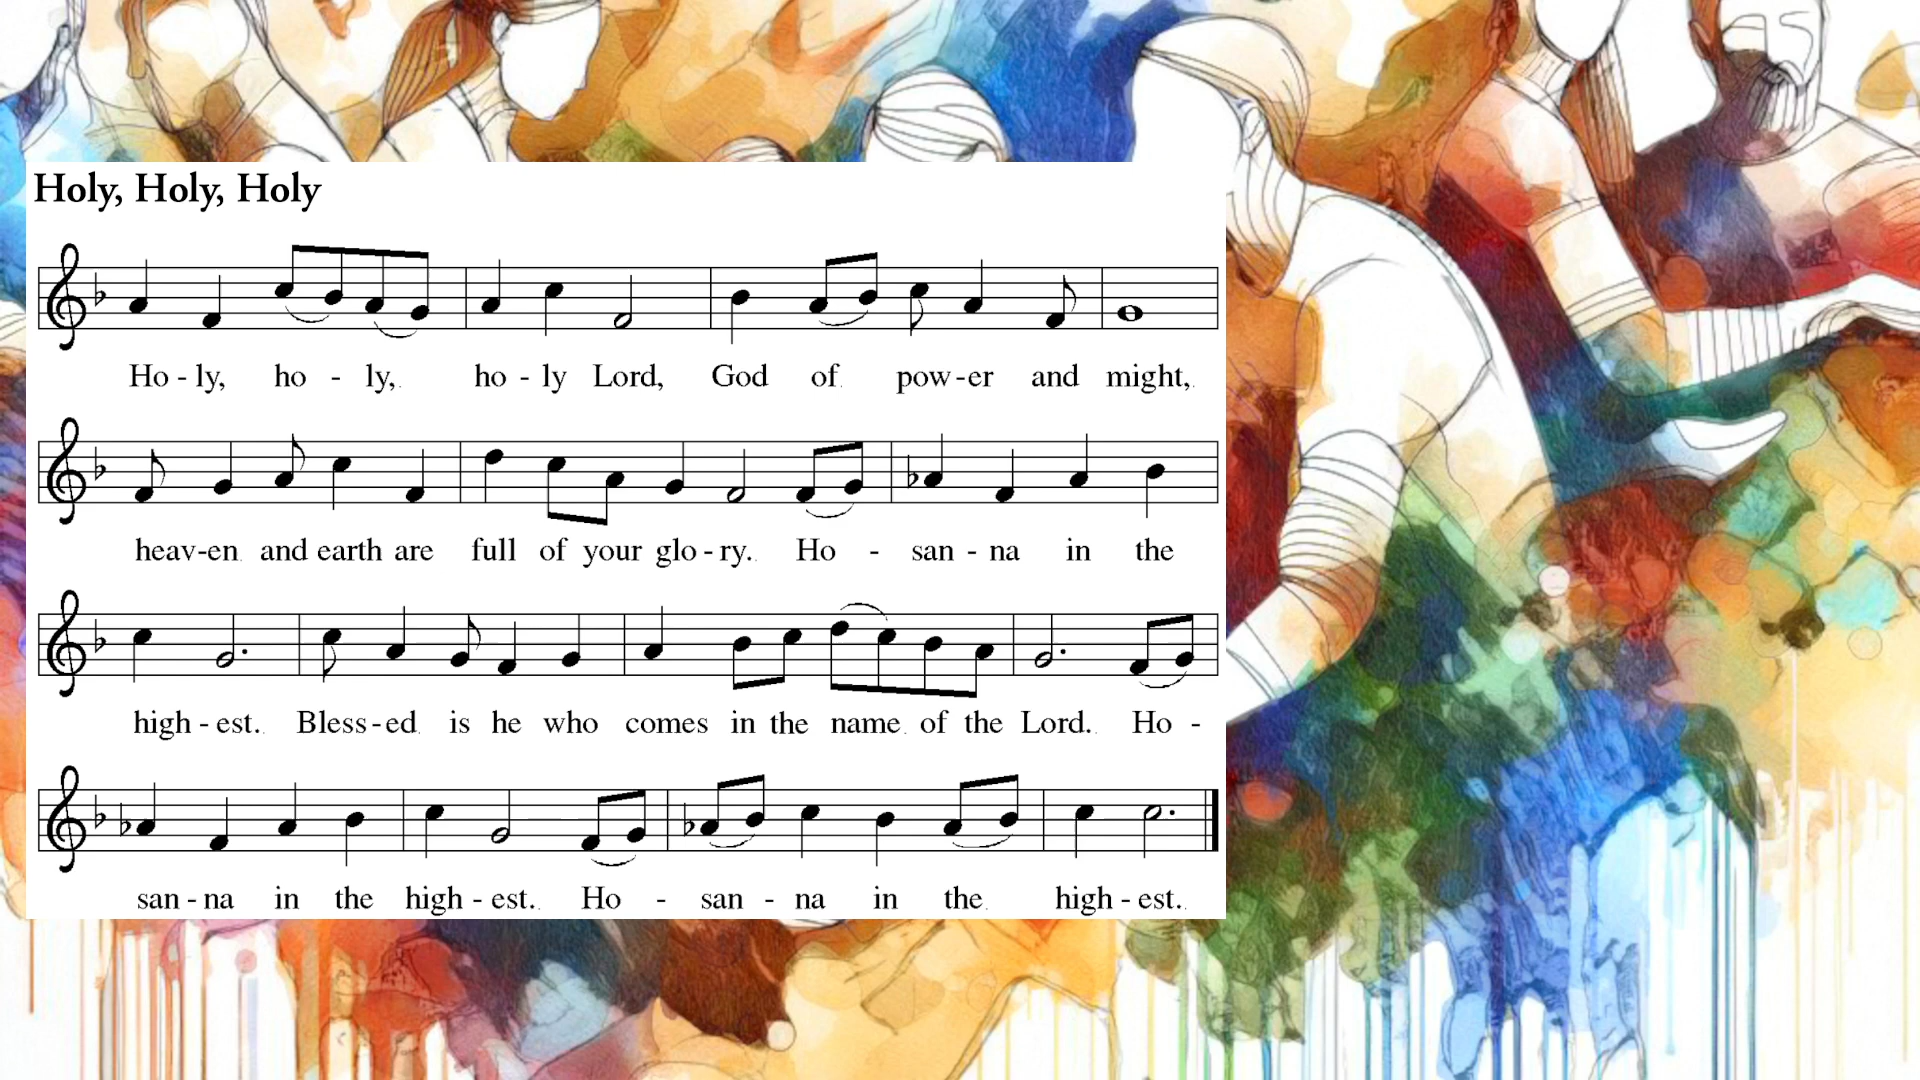 Holy, Holy, Holy
Ho - ly, ho - ly, ho - ly Lord, God of pow - er and might,
heav - en and earth are full of your glo - ry. Ho - san - na in the
high - est. Bless - ed is he who comes in the name of the Lord. Ho -
san - na in the high - est. Ho - san - na in the high - est.